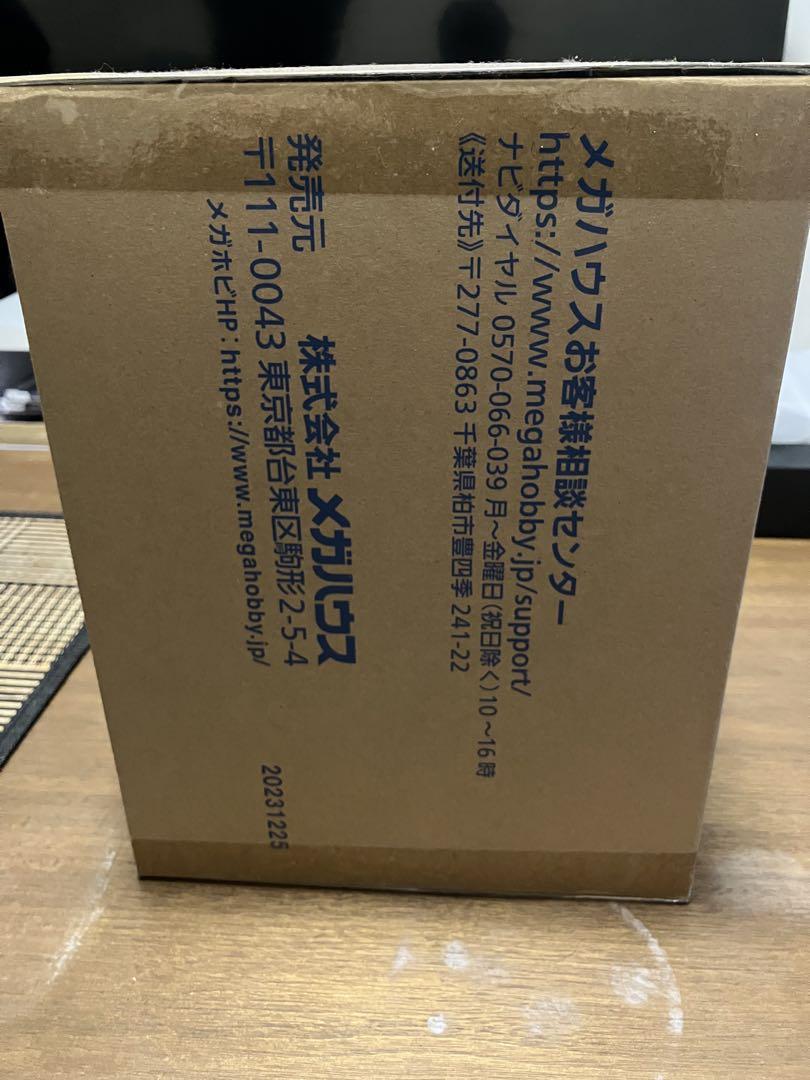 メガハウスお客様相談センター
https://www.megahobby.jp/support/
ナビダイヤル 0570-066-039 月～金曜日(祝日除く)10～16時
《送付先》〒277-0863 千葉県柏市豊四季 241-22
発売元 株式会社 メガハウス
〒111-0043 東京都台東区駒形2-5-4
メガホビHP：https://www.megahobby.jp/
20231225